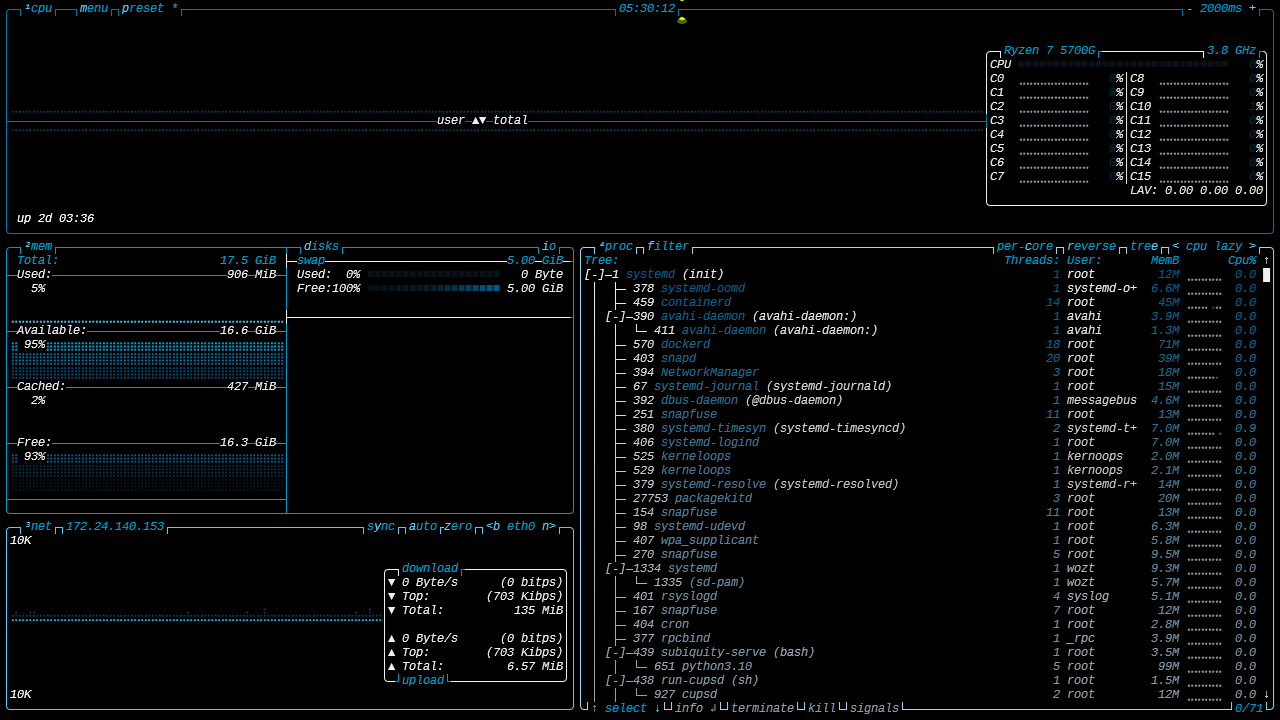 ¹cpu menu preset * 05:30:12 - 2000ms +
Ryzen 7 5700G 3.8 GHz
CPU %
C0 % C8 %
C1 % C9 %
C2 % C10 %
C3 % C11 %
C4 % C12 %
C5 % C13 %
C6 % C14 %
C7 % C15 %
LAV: 0.00 0.00 0.00
user ▲▼ total
up 2d 03:36
²mem disks io
Total: 17.5 GiB
Used: 906 MiB
5%
Available: 16.6 GiB
95%
Cached: 427 MiB
2%
Free: 16.3 GiB
93%
swap 5.00 GiB
Used: 0% 0 Byte
Free:100% 5.00 GiB
³net 172.24.140.153 sync auto zero <b eth0 n>
10K
download
▼ 0 Byte/s (0 bitps)
▼ Top: (703 Kibps)
▼ Total: 135 MiB
▲ 0 Byte/s (0 bitps)
▲ Top: (703 Kibps)
▲ Total: 6.57 MiB
upload
10K
⁴proc filter per-core reverse tree < cpu lazy >
Tree: Threads: User: MemB Cpu% ↑
[-]─1 systemd (init) 1 root 12M 0.0
├─ 378 systemd-oomd 1 systemd-o+ 6.6M 0.0
├─ 459 containerd 14 root 45M 0.0
[-]─390 avahi-daemon (avahi-daemon:) 1 avahi 3.9M 0.0
└─ 411 avahi-daemon (avahi-daemon:) 1 avahi 1.3M 0.0
├─ 570 dockerd 18 root 71M 0.0
├─ 403 snapd 20 root 39M 0.0
├─ 394 NetworkManager 3 root 18M 0.0
├─ 67 systemd-journal (systemd-journald) 1 root 15M 0.0
├─ 392 dbus-daemon (@dbus-daemon) 1 messagebus 4.6M 0.0
├─ 251 snapfuse 11 root 13M 0.0
├─ 380 systemd-timesyn (systemd-timesyncd) 2 systemd-t+ 7.0M 0.9
├─ 406 systemd-logind 1 root 7.0M 0.0
├─ 525 kerneloops 1 kernoops 2.0M 0.0
├─ 529 kerneloops 1 kernoops 2.1M 0.0
├─ 379 systemd-resolve (systemd-resolved) 1 systemd-r+ 14M 0.0
├─ 27753 packagekitd 3 root 20M 0.0
├─ 154 snapfuse 11 root 13M 0.0
├─ 98 systemd-udevd 1 root 6.3M 0.0
├─ 407 wpa_supplicant 1 root 5.8M 0.0
├─ 270 snapfuse 5 root 9.5M 0.0
[-]─1334 systemd 1 wozt 9.3M 0.0
└─ 1335 (sd-pam) 1 wozt 5.7M 0.0
├─ 401 rsyslogd 4 syslog 5.1M 0.0
├─ 167 snapfuse 7 root 12M 0.0
├─ 404 cron 1 root 2.8M 0.0
├─ 377 rpcbind 1 _rpc 3.9M 0.0
[-]─439 subiquity-serve (bash) 1 root 3.5M 0.0
└─ 651 python3.10 5 root 99M 0.0
[-]─438 run-cupsd (sh) 1 root 1.5M 0.0
└─ 927 cupsd 2 root 12M 0.0 ↓
↑ select ↓ info ↲ terminate kill signals 0/71